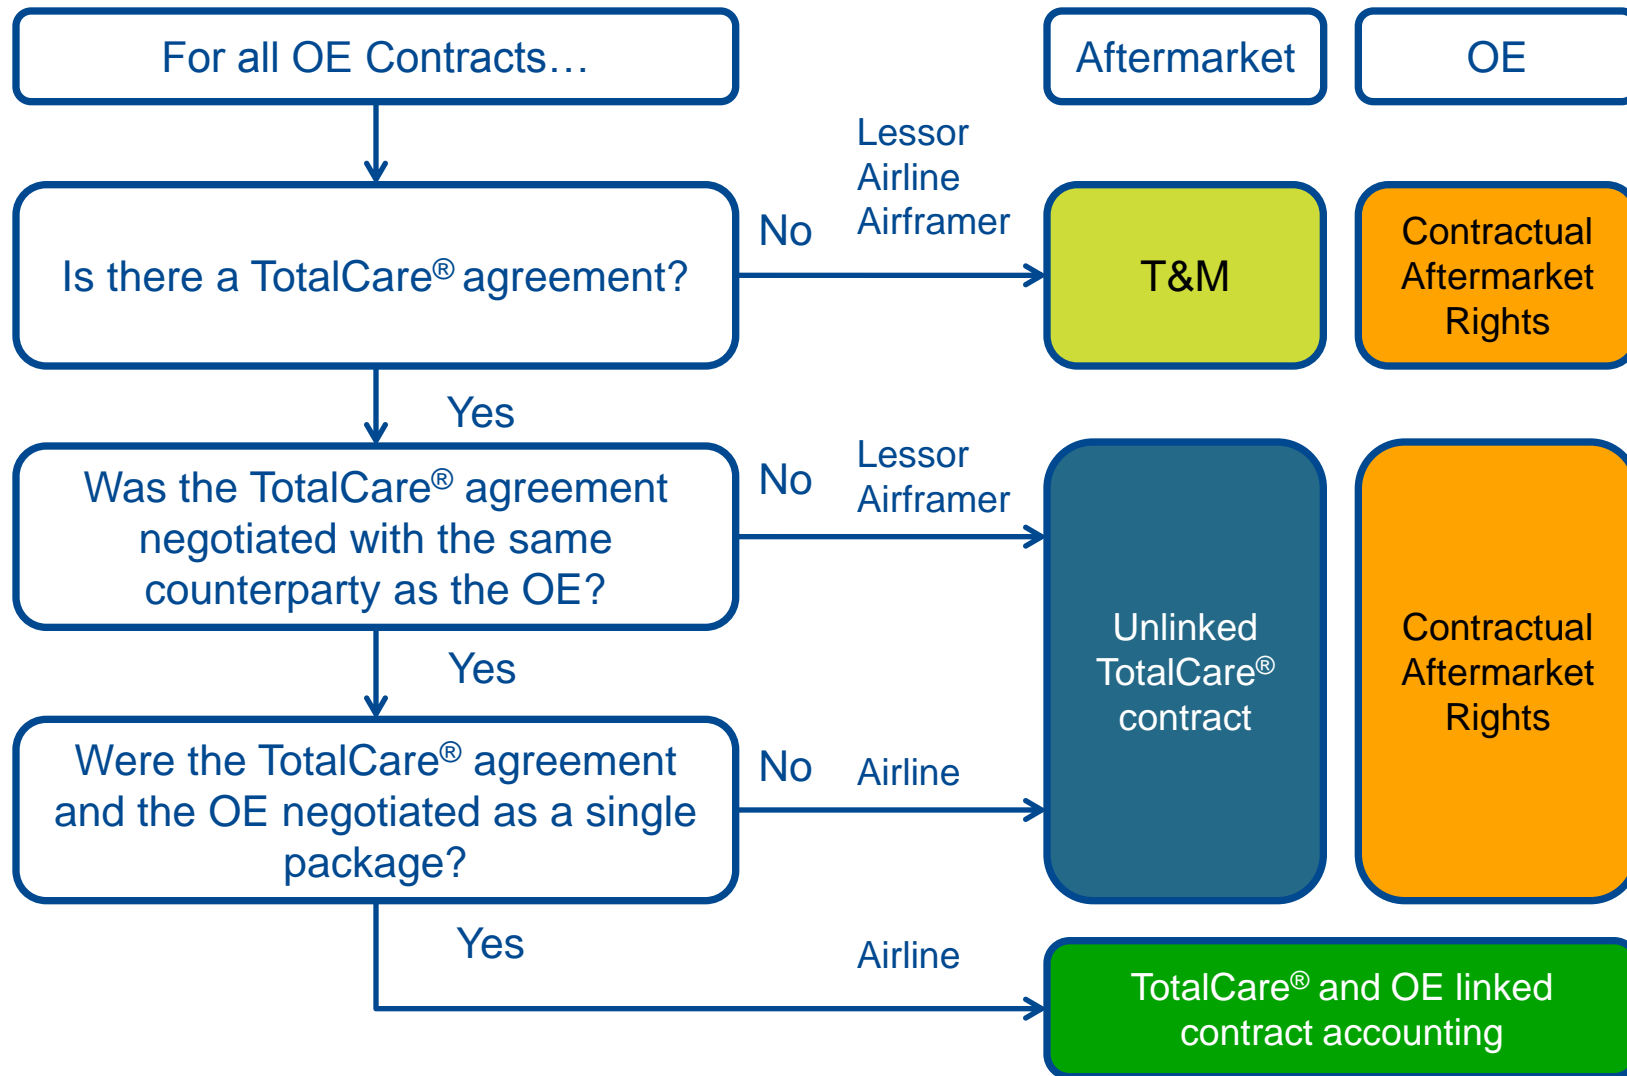 For all OE Contracts…
Aftermarket
OE
Lessor
Airline
Airframer
No
Is there a TotalCare® agreement?
T&M
Contractual
Aftermarket
Rights
Yes
Lessor
Airframer
No
Was the TotalCare® agreement
negotiated with the same
counterparty as the OE?
Unlinked
TotalCare®
contract
Contractual
Aftermarket
Rights
Yes
No
Airline
Were the TotalCare® agreement
and the OE negotiated as a single
package?
Yes
Airline
TotalCare® and OE linked
contract accounting